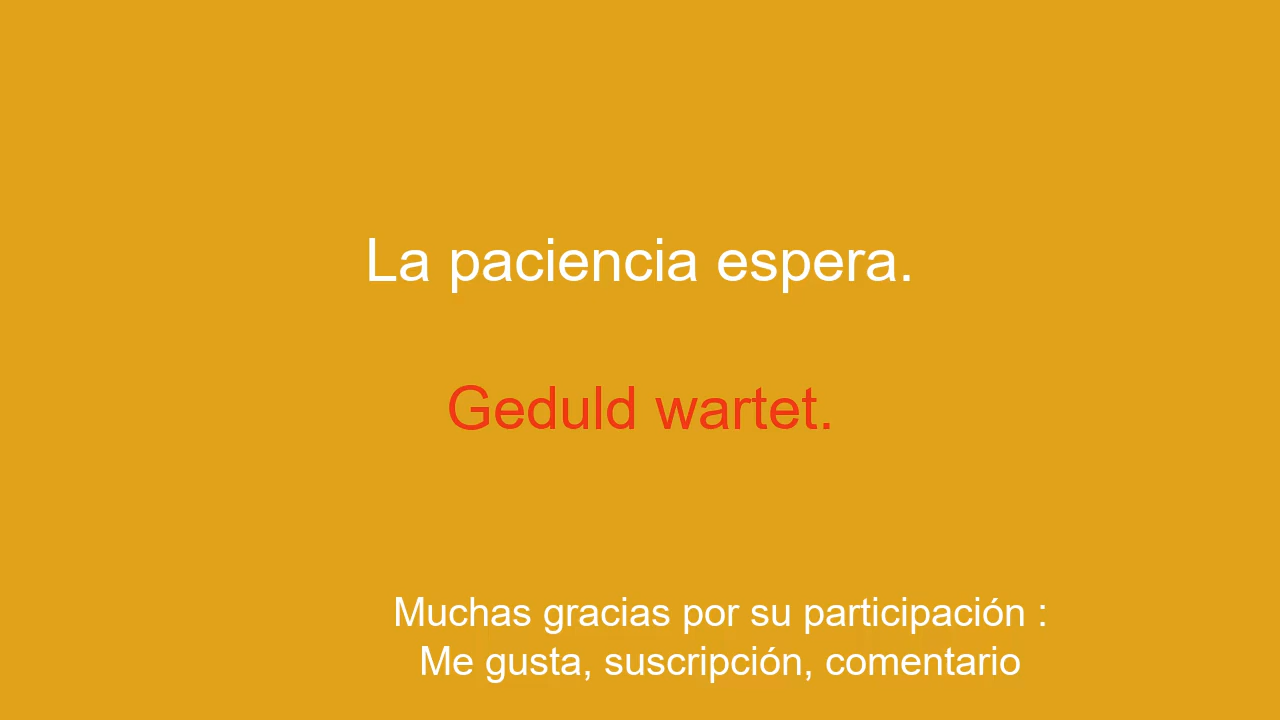 La paciencia espera.
Geduld wartet.
Muchas gracias por su participación :
Me gusta, suscripción, comentario